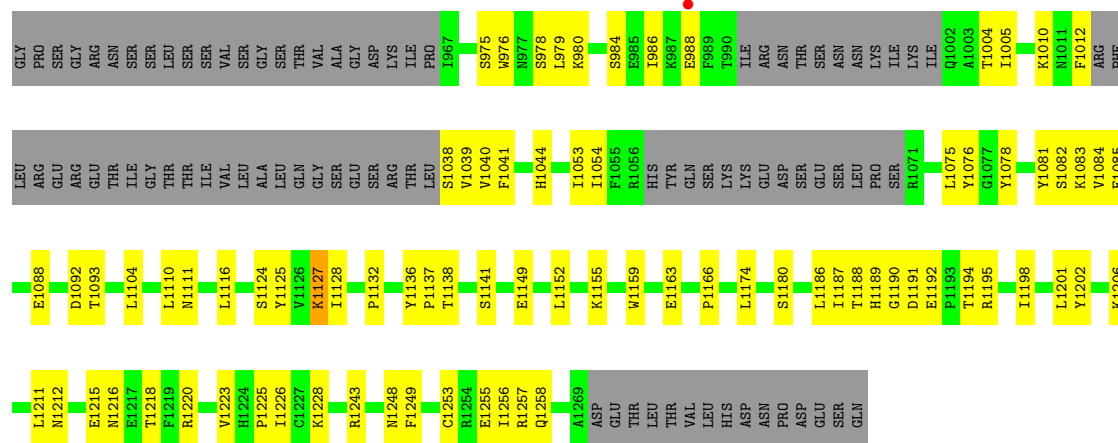 GLY PRO SER GLY ARG ASN SER SER LEU SER VAL SER GLY SER THR VAL ALA GLY ASP LYS ILE PRO I967 S975 W976 N977 S978 L979 K980 S984 E985 I986 K987 E988 F989 T990 ILE ARG ASN THR SER ASN ASN LYS ILE LYS ILE Q1002 A1003 T1004 I1005 K1010 N1011 F1012 ARG PHE
LEU ARG GLU ARG GLU THR ILE GLY THR THR ILE VAL LEU ALA LEU GLN GLY SER GLU SER ARG THR LEU S1038 V1039 V1040 F1041 H1044 I1053 I1054 F1055 R1056 HIS TYR GLN SER LYS LYS GLU ASP SER GLU SER LEU PRO SER R1071 L1075 Y1076 G1077 Y1078 Y1081 S1082 K1083 V1084 F1085
E1088 D1092 T1093 L1104 L1110 N1111 L1116 S1124 Y1125 V1126 K1127 I1128 P1132 Y1136 P1137 T1138 S1141 E1149 L1152 K1155 W1159 E1163 P1166 L1174 S1180 L1186 I1187 T1188 H1189 G1190 D1191 E1192 P1193 T1194 R1195 I1198 L1201 Y1202 K1206
L1211 N1212 E1215 N1216 E1217 T1218 F1219 R1220 V1223 H1224 P1225 I1226 C1227 K1228 R1243 N1248 F1249 C1253 R1254 E1255 I1256 R1257 Q1258 A1269 ASP GLU THR LEU THR VAL LEU HIS ASP ASP ASN PRO ASP GLU SER GLN